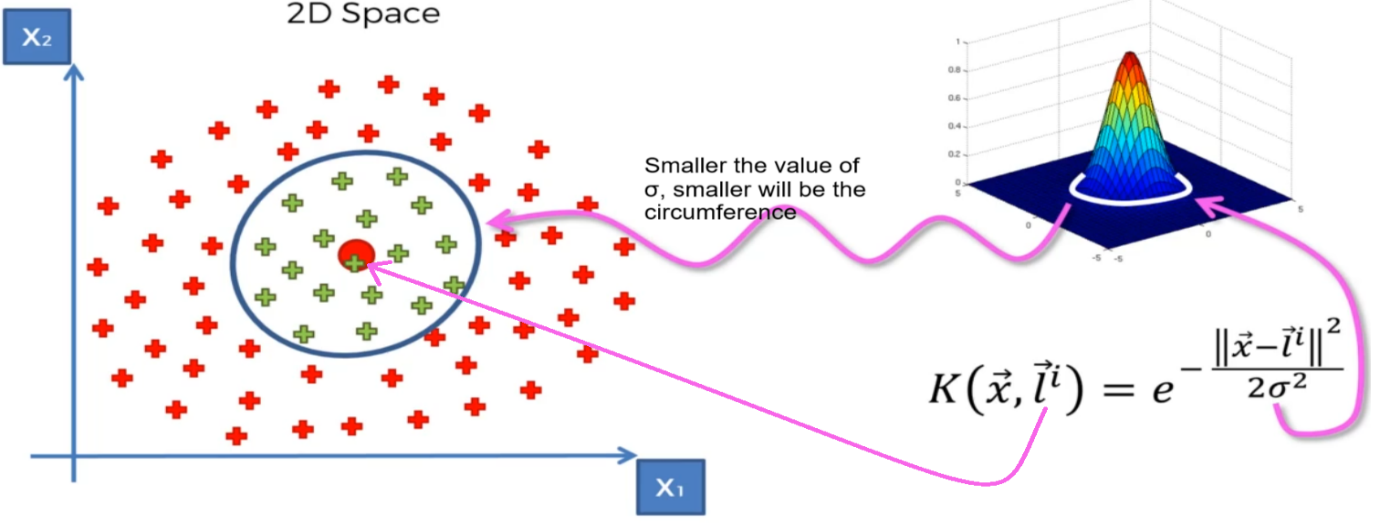 2D Space
X₂
Smaller the value of
σ, smaller will be the
circumference
X₁
1
0.8
0.6
0.4
0.2
0
5
0
-5
-5
0
5
K(x⃗, l⃗ⁱ) = e^(-‖x⃗−l⃗ⁱ‖²/2σ²)